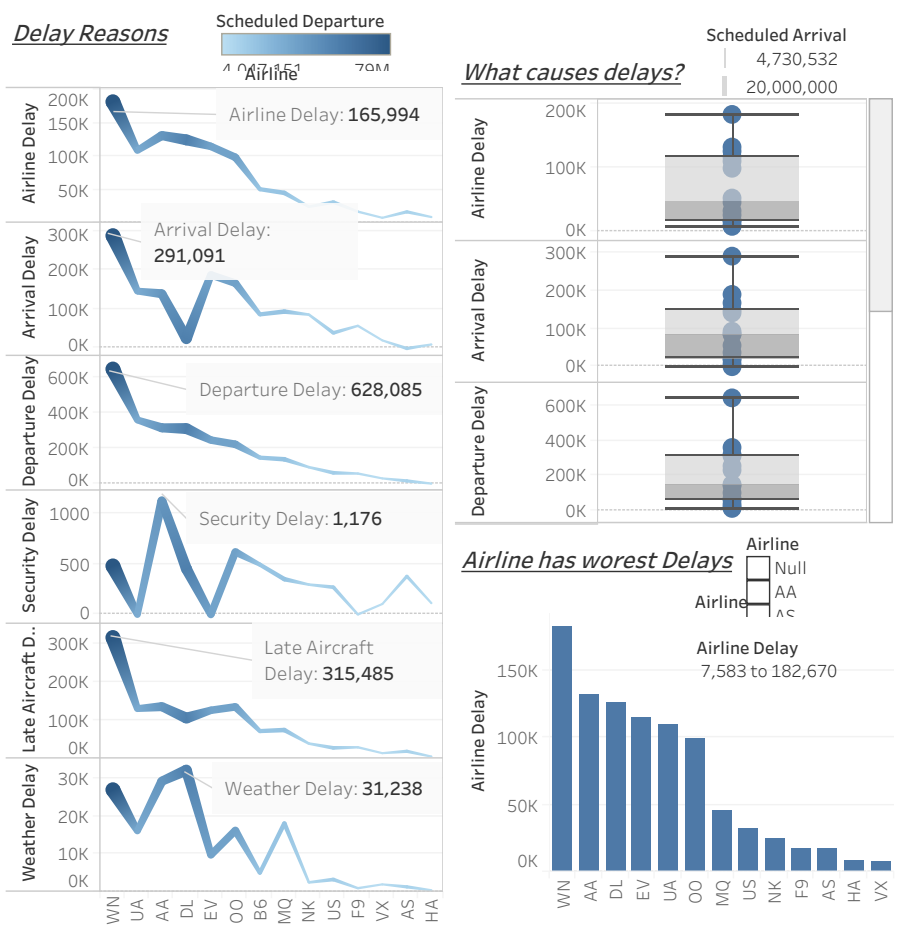 Delay Reasons
Scheduled Departure
79M
Airline
Airline Delay
200K
150K
100K
50K
Airline Delay: 165,994
Arrival Delay
300K
200K
100K
0K
Arrival Delay:
291,091
Departure Delay
600K
400K
200K
0K
Departure Delay: 628,085
Security Delay
1000
500
0
Security Delay: 1,176
Late Aircraft D..
300K
200K
100K
0K
Late Aircraft
Delay: 315,485
Weather Delay
30K
20K
10K
0K
Weather Delay: 31,238
WN
UA
AA
DL
EV
OO
B6
MQ
NK
US
F9
VX
AS
HA
What causes delays?
Scheduled Arrival
4,730,532
20,000,000
Airline Delay
200K
100K
0K
Arrival Delay
300K
200K
100K
0K
Departure Delay
600K
400K
200K
0K
Airline has worst Delays
Airline
Null
AA
AS
Airline
Airline Delay
7,583 to 182,670
Airline Delay
150K
100K
50K
0K
WN
AA
DL
EV
UA
OO
MQ
US
NK
F9
AS
HA
VX